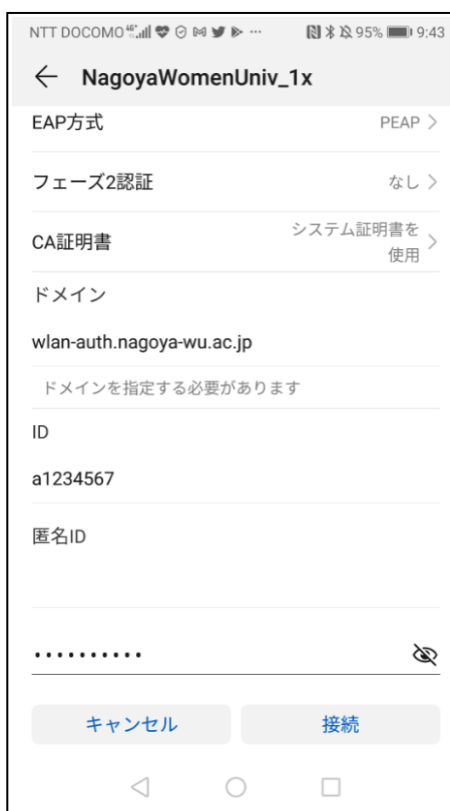 NTT DOCOMO 4G+ ... 95% 9:43
NagoyaWomenUniv_1x
EAP方式 PEAP
フェーズ2認証 なし
CA証明書 システム証明書を
使用
ドメイン
wlan-auth.nagoya-wu.ac.jp
ドメインを指定する必要があります
ID
a1234567
匿名ID
••••••••••
キャンセル 接続